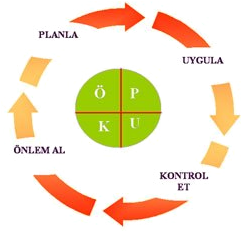 PLANLA
UYGULA
Ö P
K U
ÖNLEM AL
KONTROL
ET